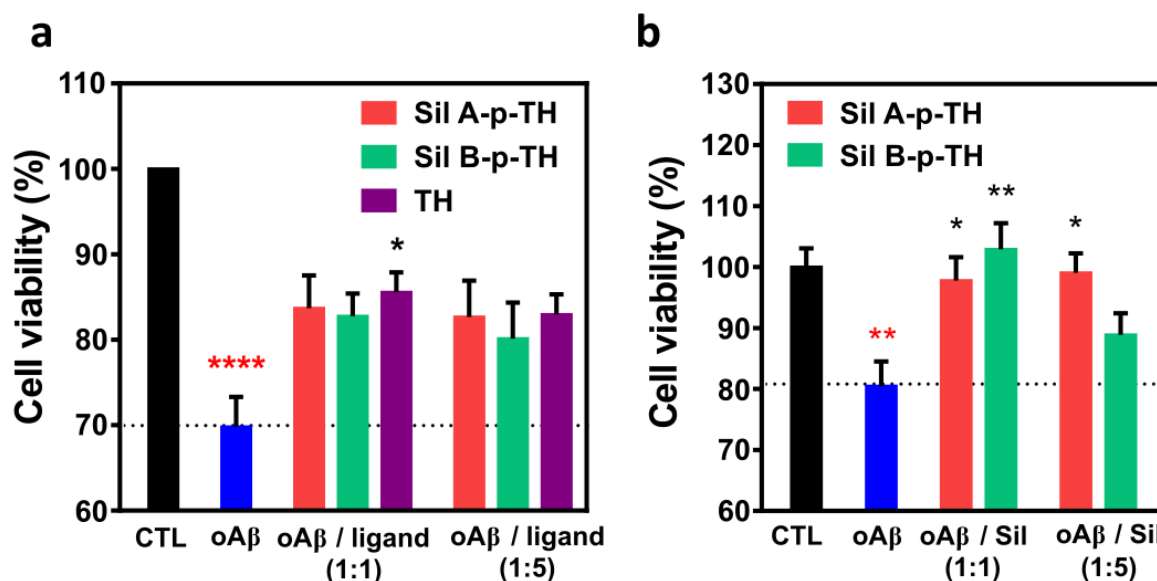 a
Cell viability (%)
110
100
90
80
70
60
Sil A-p-TH
Sil B-p-TH
TH
****
*
CTL
oAβ
oAβ / ligand
(1:1)
oAβ / ligand
(1:5)
b
Cell viability (%)
130
120
110
100
90
80
70
60
Sil A-p-TH
Sil B-p-TH
**
*
**
*
CTL
oAβ
oAβ / Sil
(1:1)
oAβ / Sil
(1:5)